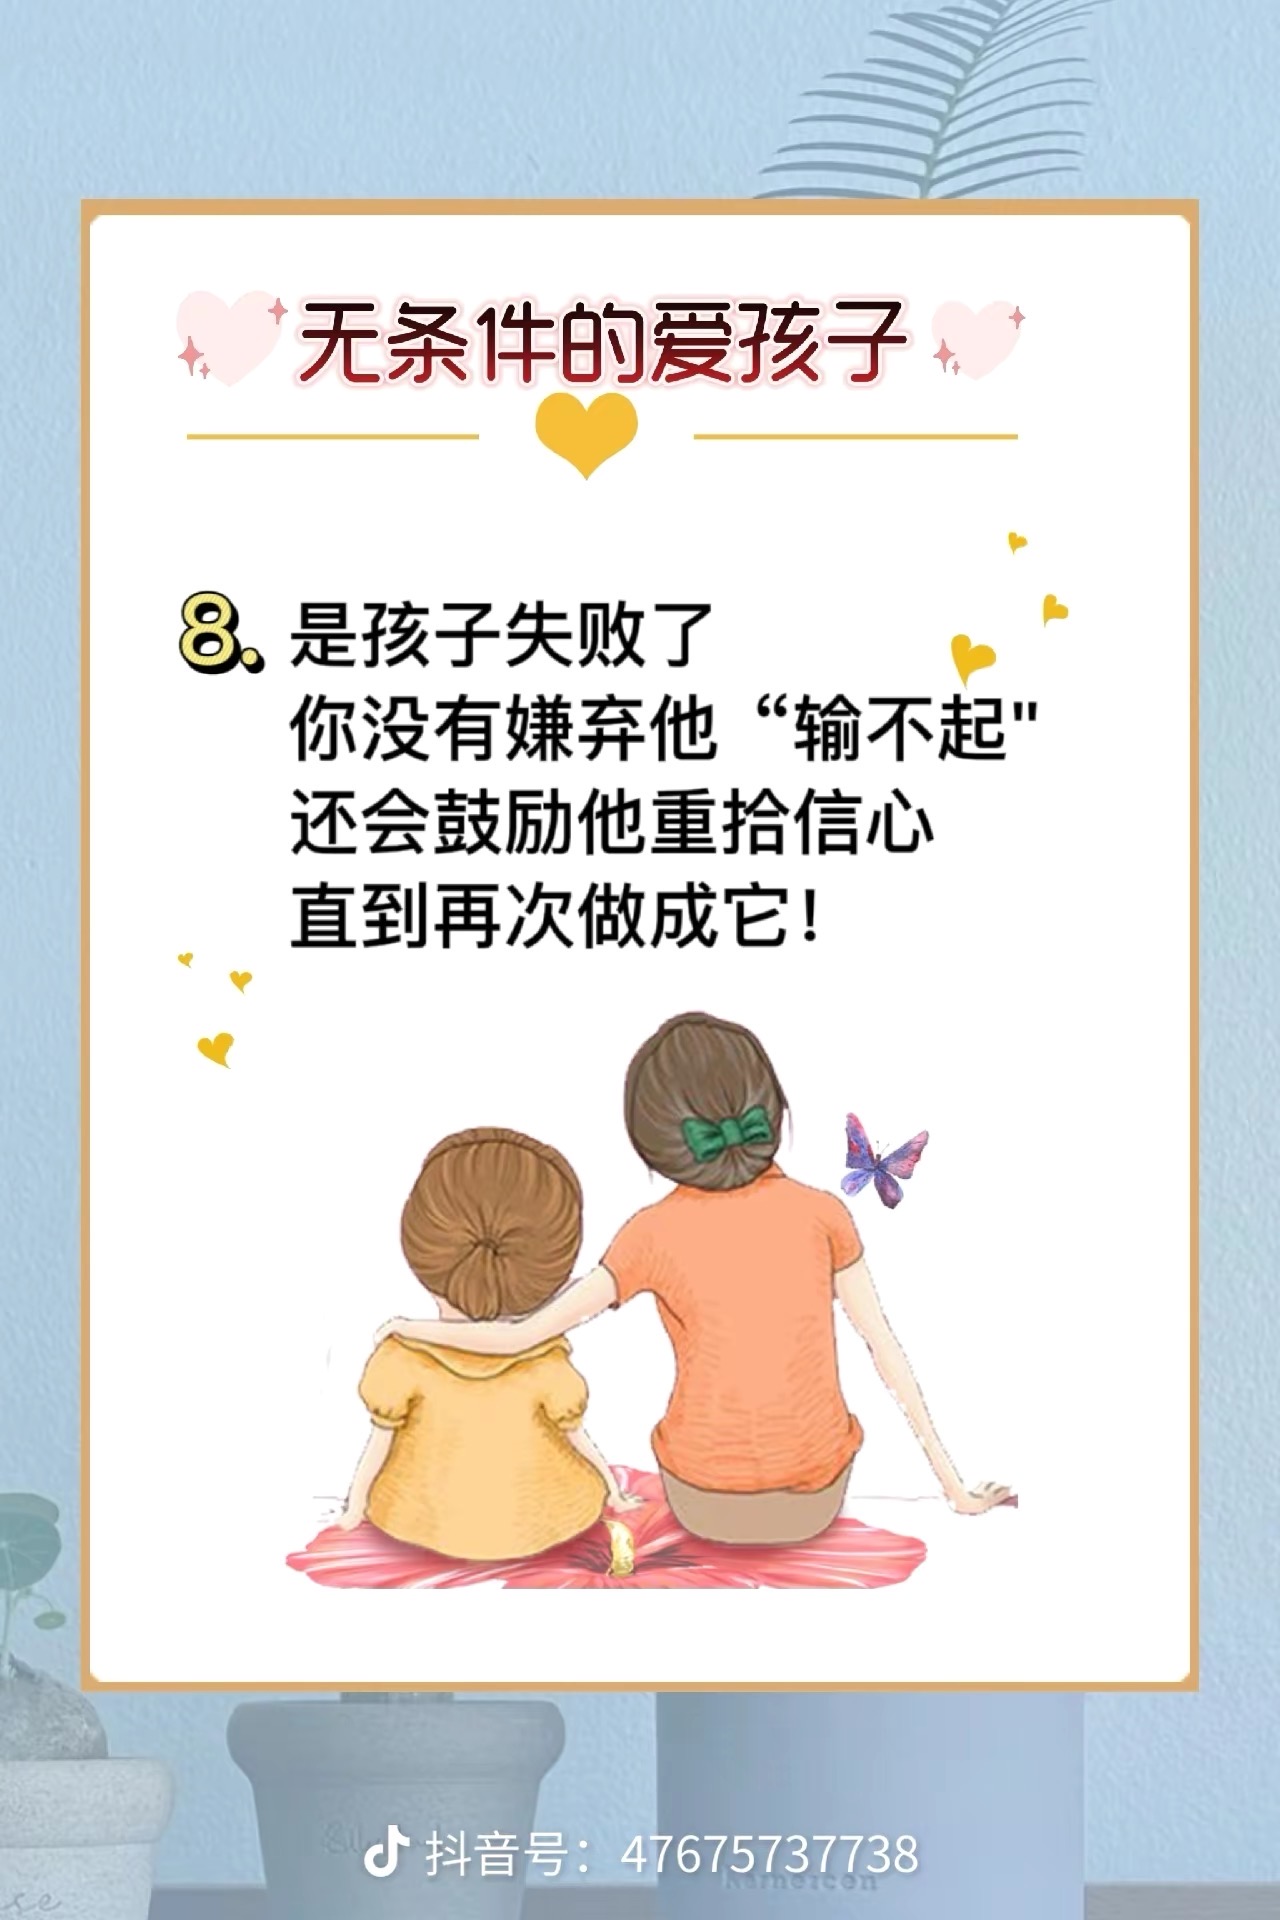 无条件的爱孩子
8. 是孩子失败了
你没有嫌弃他“输不起"
还会鼓励他重拾信心
直到再次做成它!
抖音号：47675737738